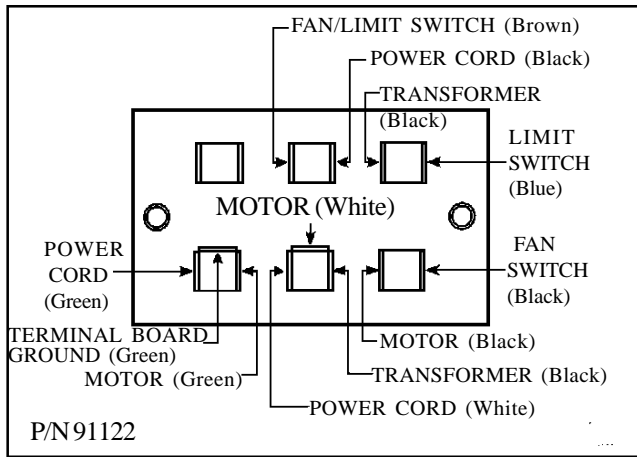 FAN/LIMIT SWITCH (Brown)
POWER CORD (Black)
TRANSFORMER
(Black)
LIMIT
SWITCH
(Blue)
MOTOR (White)
POWER
CORD
(Green)
FAN
SWITCH
(Black)
TERMINAL BOARD
GROUND (Green)
MOTOR (Black)
MOTOR (Green)
TRANSFORMER (Black)
POWER CORD (White)
P/N 91122